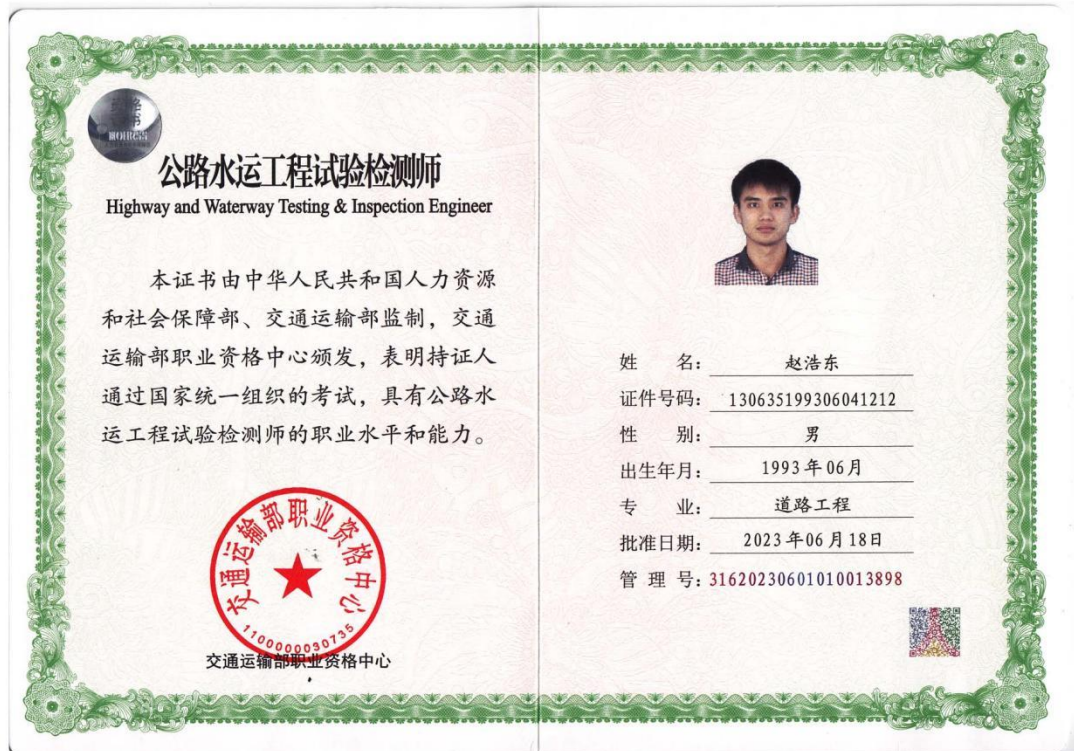 公路水运工程试验检测师
Highway and Waterway Testing & Inspection Engineer
本证书由中华人民共和国人力资源
和社会保障部、交通运输部监制，交通
运输部职业资格中心颁发，表明持证人
通过国家统一组织的考试，具有公路水
运工程试验检测师的职业水平和能力。
交通运输部职业资格中心
1100000030735
交通运输部职业资格中心
姓 名： 赵浩东
证件号码： 130635199306041212
性 别： 男
出生年月： 1993年06月
专 业： 道路工程
批准日期： 2023年06月18日
管 理 号：31620230601010013898